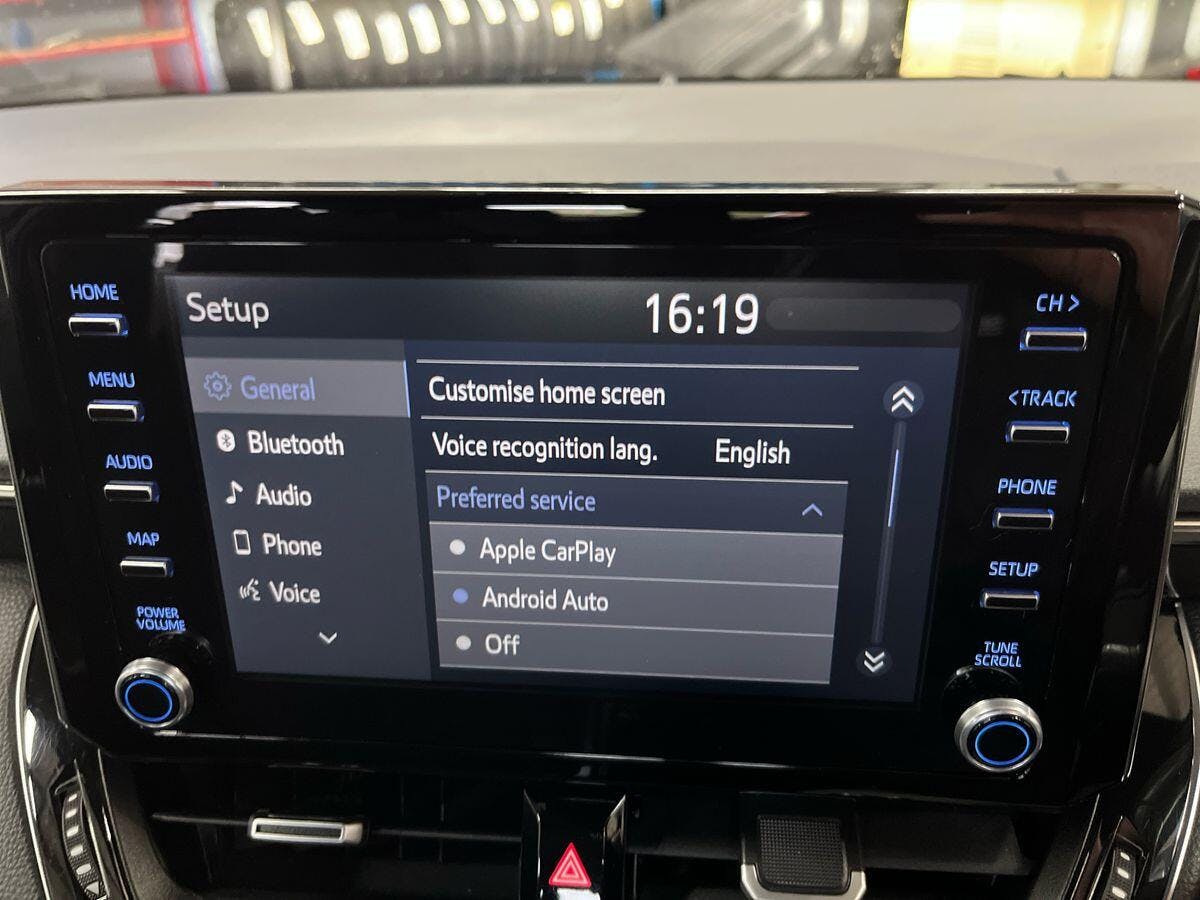 HOME
MENU
AUDIO
MAP
POWER
VOLUME
Setup 16:19
General
Bluetooth
Audio
Phone
Voice
Customise home screen
Voice recognition lang. English
Preferred service
Apple CarPlay
Android Auto
Off
CH >
< TRACK
PHONE
SETUP
TUNE
SCROLL